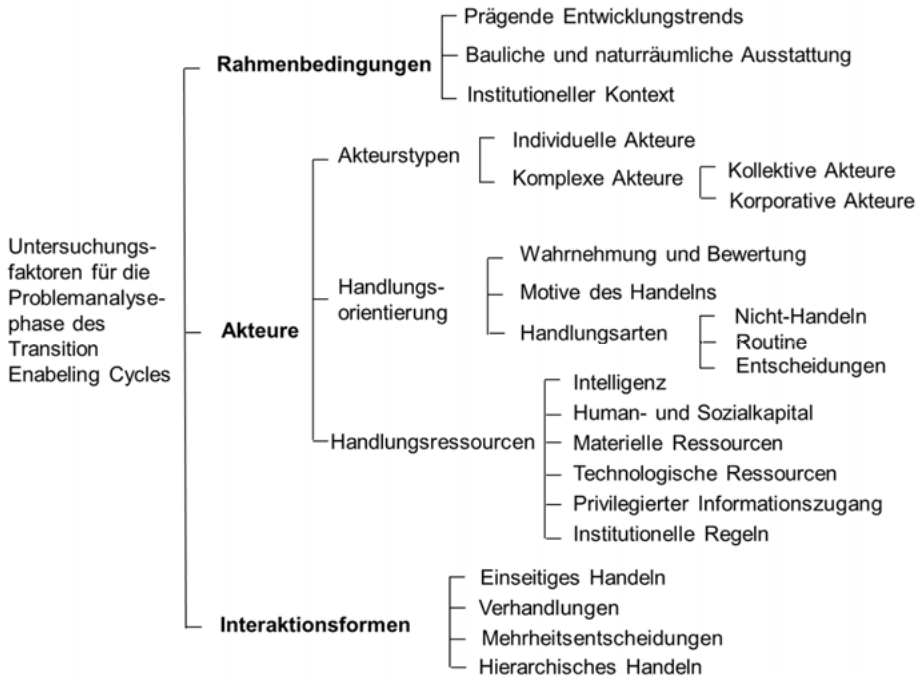 Untersuchungs-
faktoren für die
Problemanalyse-
phase des
Transition
Enabeling Cycles
Rahmenbedingungen
Prägende Entwicklungstrends
Bauliche und naturräumliche Ausstattung
Institutioneller Kontext
Akteure
Akteurstypen
Individuelle Akteure
Komplexe Akteure
Kollektive Akteure
Korporative Akteure
Handlungs-
orientierung
Wahrnehmung und Bewertung
Motive des Handelns
Handlungsarten
Nicht-Handeln
Routine
Entscheidungen
Handlungsressourcen
Intelligenz
Human- und Sozialkapital
Materielle Ressourcen
Technologische Ressourcen
Privilegierter Informationszugang
Institutionelle Regeln
Interaktionsformen
Einseitiges Handeln
Verhandlungen
Mehrheitsentscheidungen
Hierarchisches Handeln